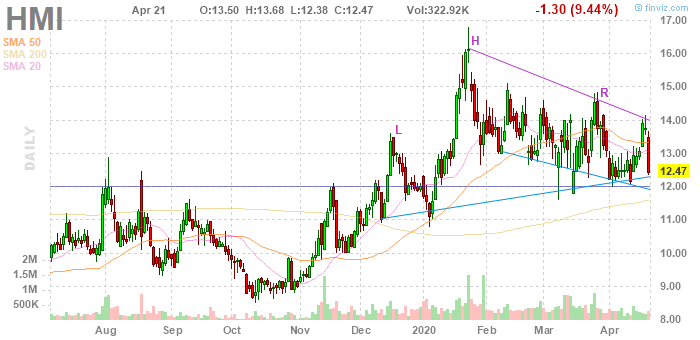 © finviz.com
HMI Apr 21 O:13.50 H:13.68 L:12.38 C:12.47 Vol:322.92K -1.30 (9.44%)
SMA 50
SMA 200
SMA 20
DAILY
H
L
R
17.00
16.00
15.00
14.00
13.00
12.47
12.00
11.00
10.00
9.00
8.00
2M
1.5M
1M
500K
Aug Sep Oct Nov Dec 2020 Feb Mar Apr